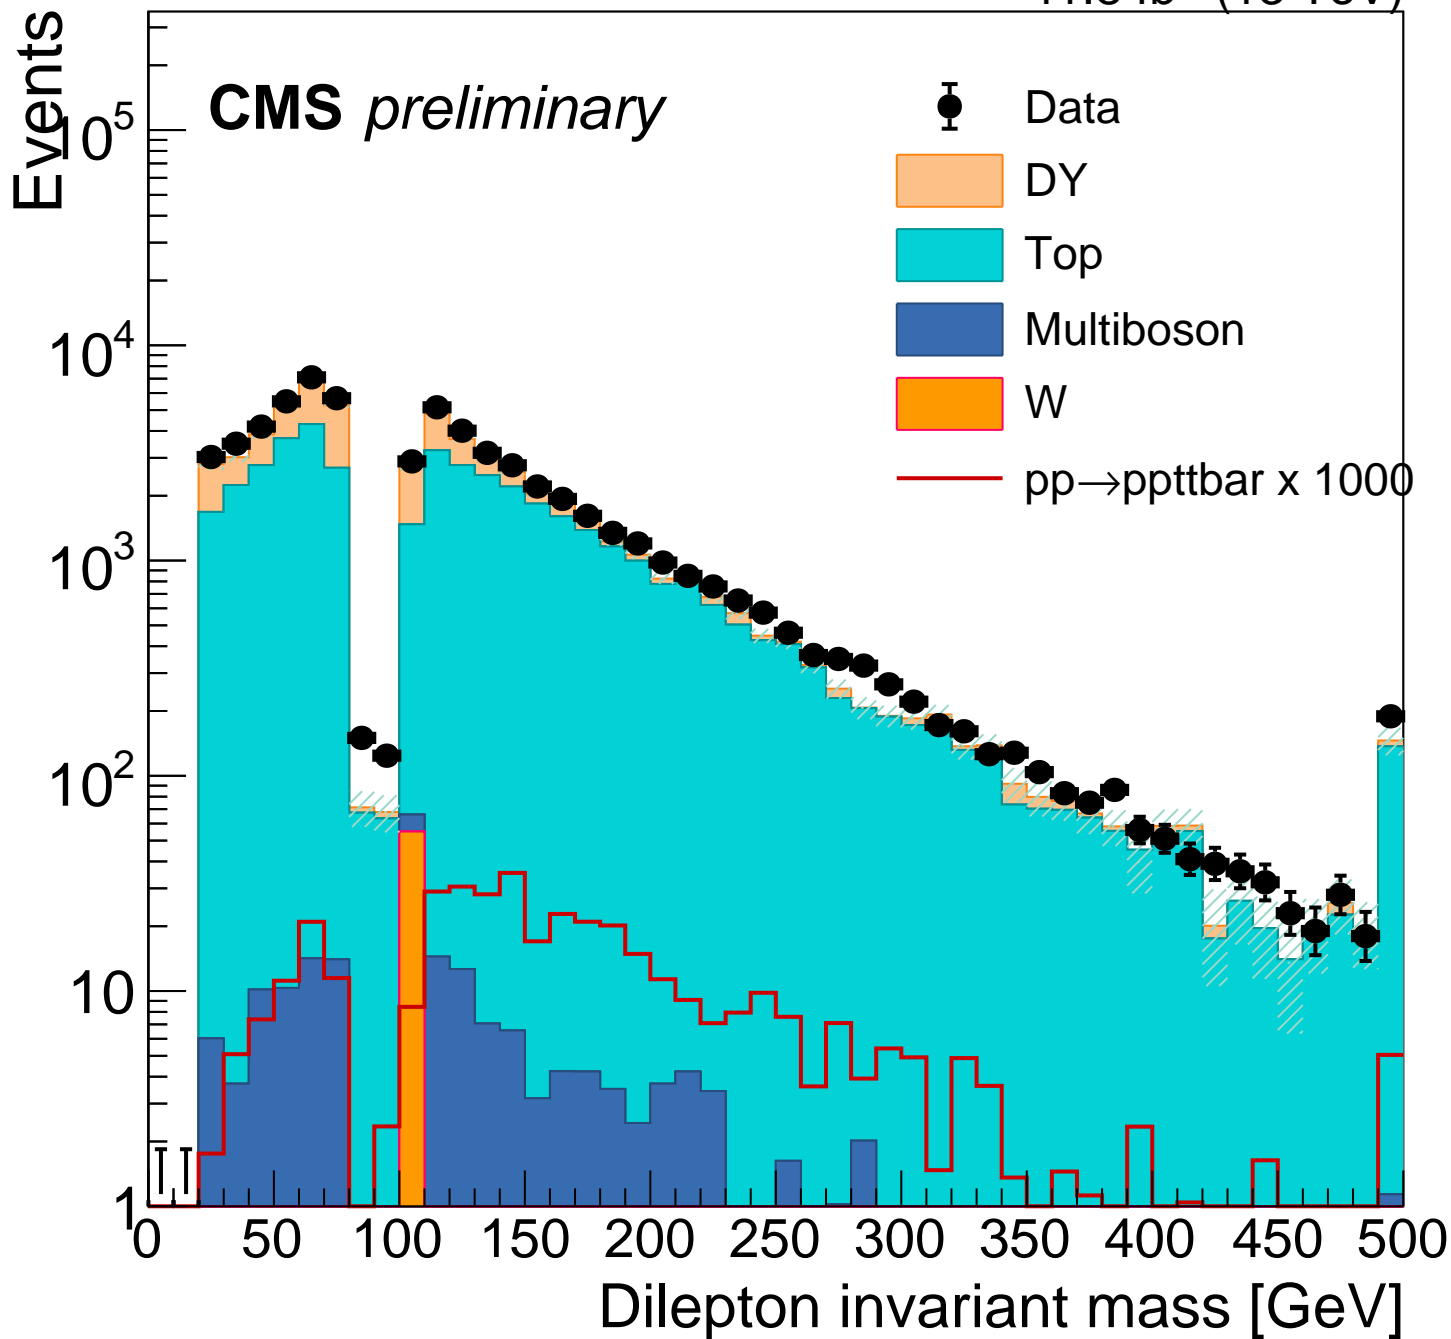 Events
CMS preliminary
Data
DY
Top
Multiboson
W
pp→ppttbar x 1000
10⁵
10⁴
10³
10²
10
1
0 50 100 150 200 250 300 350 400 450 500
Dilepton invariant mass [GeV]